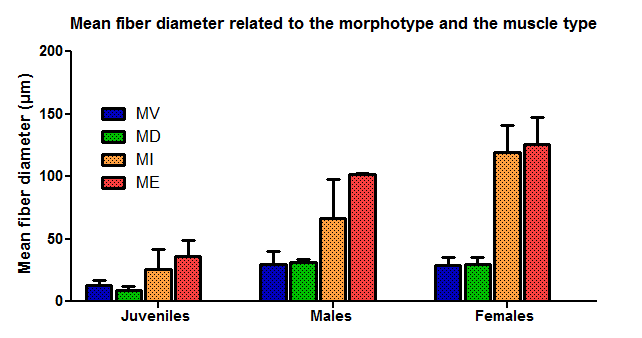 Mean fiber diameter related to the morphotype and the muscle type
Mean fiber diameter (µm)
200
150
100
50
0
MV
MD
MI
ME
Juveniles
Males
Females